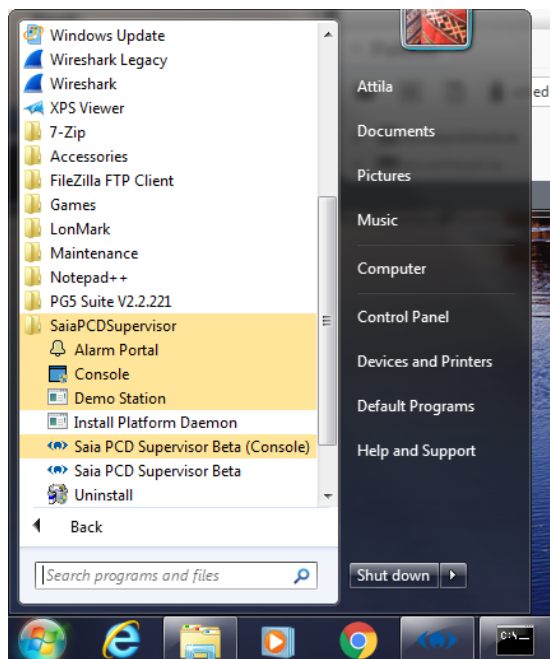 Windows Update
Wireshark Legacy
Wireshark
XPS Viewer
7-Zip
Accessories
FileZilla FTP Client
Games
LonMark
Maintenance
Notepad++
PG5 Suite V2.2.221
SaiaPCDSupervisor
Alarm Portal
Console
Demo Station
Install Platform Daemon
Saia PCD Supervisor Beta (Console)
Saia PCD Supervisor Beta
Uninstall
Back
Search programs and files
Attila
Documents
Pictures
Music
Computer
Control Panel
Devices and Printers
Default Programs
Help and Support
Shut down
ed
C:\